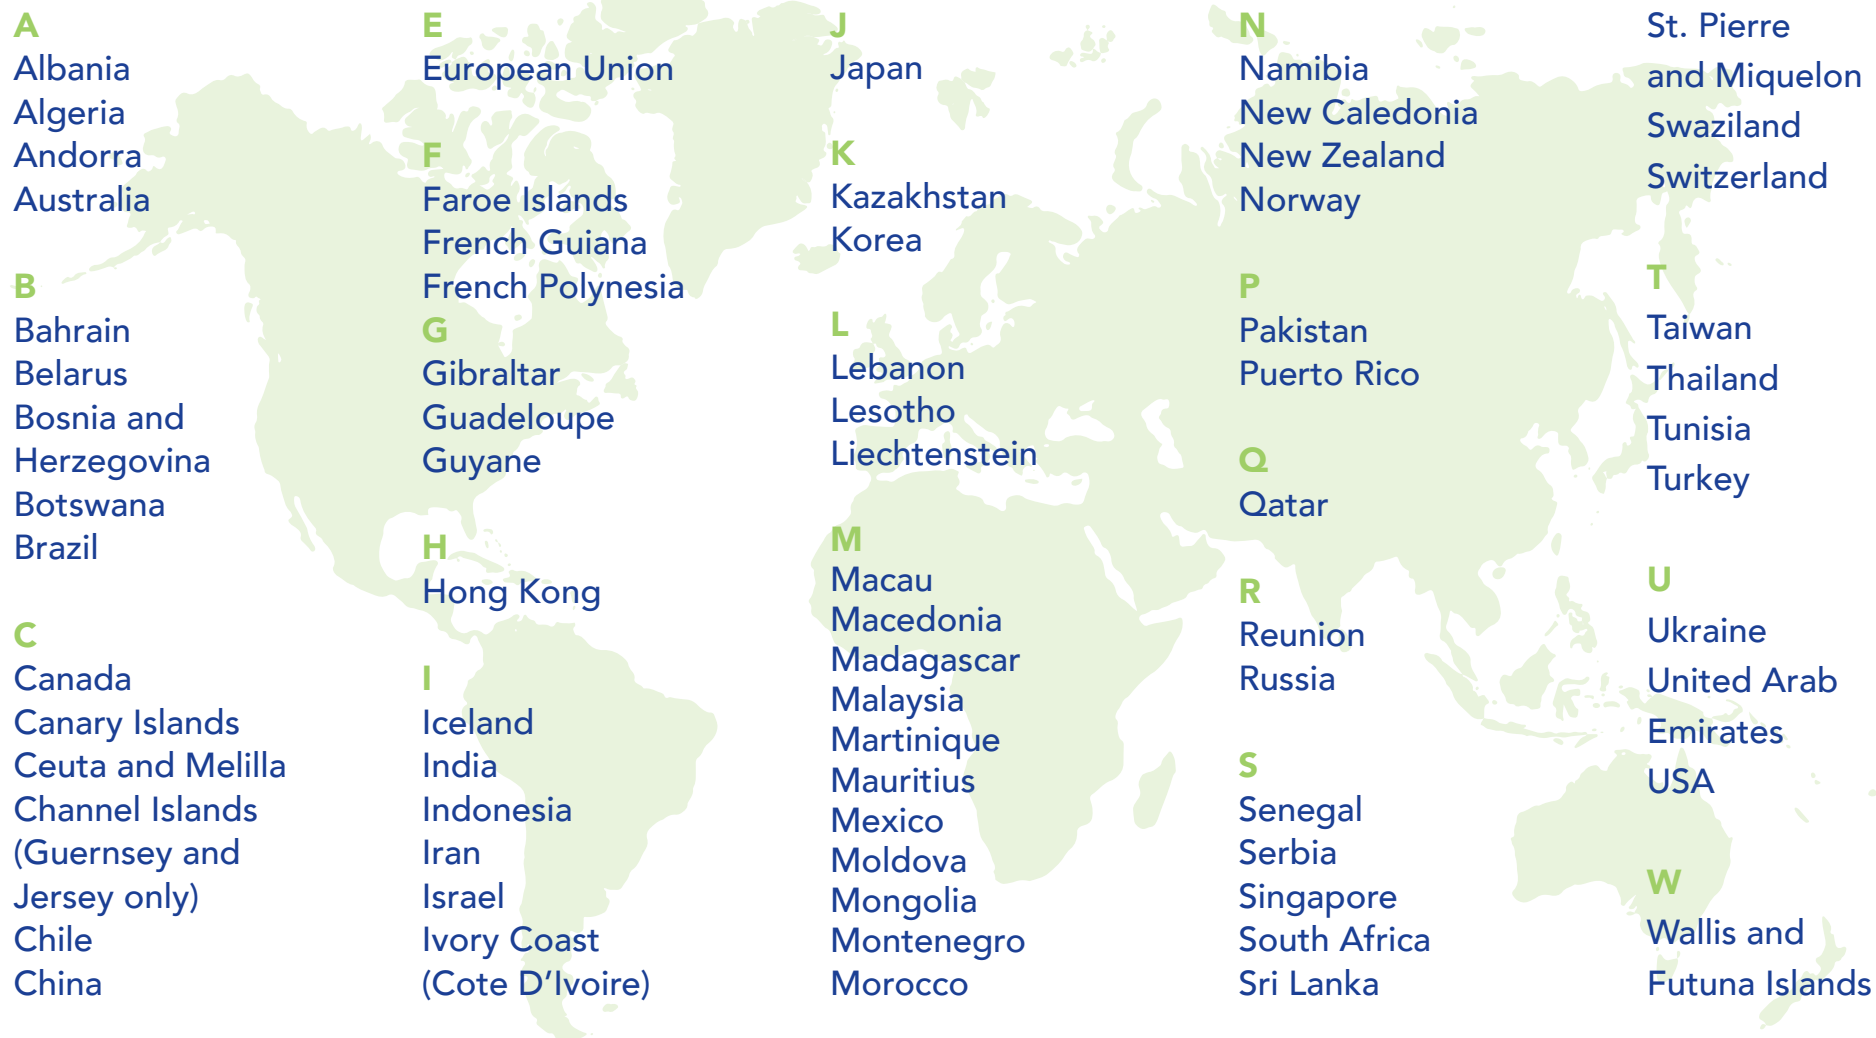 A
Albania
Algeria
Andorra
Australia
B
Bahrain
Belarus
Bosnia and
Herzegovina
Botswana
Brazil
C
Canada
Canary Islands
Ceuta and Melilla
Channel Islands
(Guernsey and
Jersey only)
Chile
China
E
European Union
F
Faroe Islands
French Guiana
French Polynesia
G
Gibraltar
Guadeloupe
Guyane
H
Hong Kong
I
Iceland
India
Indonesia
Iran
Israel
Ivory Coast
(Cote D’Ivoire)
J
Japan
K
Kazakhstan
Korea
L
Lebanon
Lesotho
Liechtenstein
M
Macau
Macedonia
Madagascar
Malaysia
Martinique
Mauritius
Mexico
Moldova
Mongolia
Montenegro
Morocco
N
Namibia
New Caledonia
New Zealand
Norway
P
Pakistan
Puerto Rico
Q
Qatar
R
Reunion
Russia
S
Senegal
Serbia
Singapore
South Africa
Sri Lanka
St. Pierre
and Miquelon
Swaziland
Switzerland
T
Taiwan
Thailand
Tunisia
Turkey
U
Ukraine
United Arab
Emirates
USA
W
Wallis and
Futuna Islands